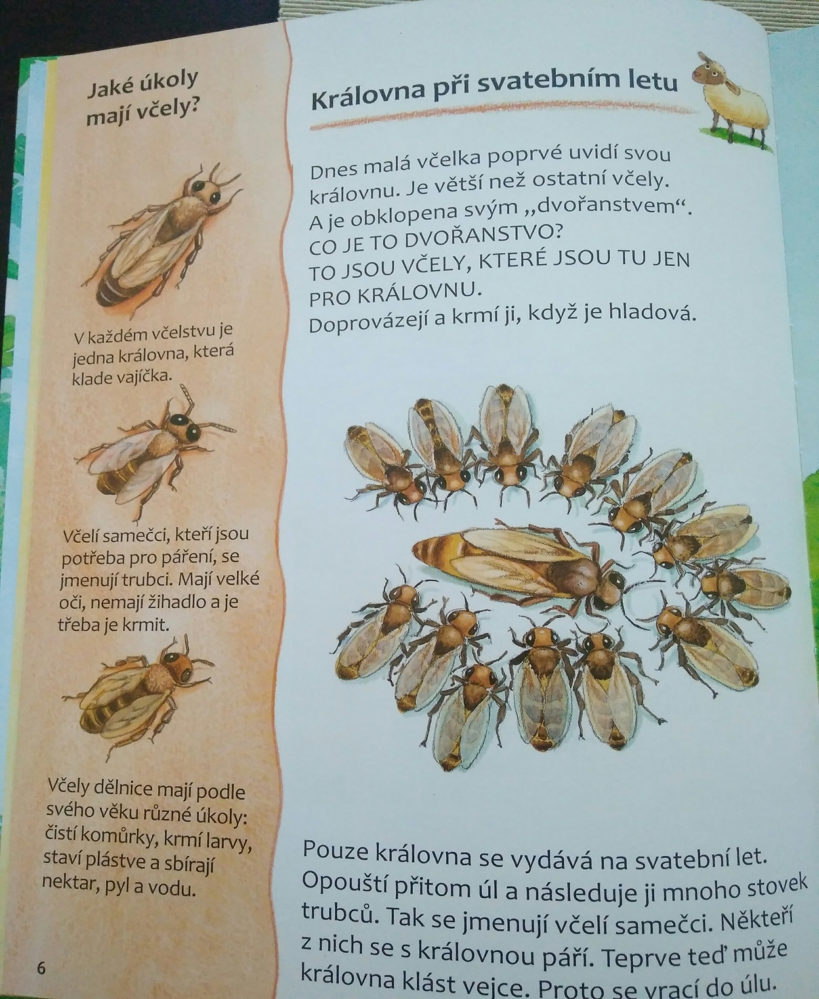 Jaké úkoly
mají včely?
V každém včelstvu je
jedna královna, která
klade vajíčka.
Včelí samečci, kteří jsou
potřeba pro páření, se
jmenují trubci. Mají velké
oči, nemají žihadlo a je
třeba je krmit.
Včely dělnice mají podle
svého věku různé úkoly:
čistí komůrky, krmí larvy,
staví plástve a sbírají
nektar, pyl a vodu.
6
Královna při svatebním letu
Dnes malá včelka poprvé uvidí svou
královnu. Je větší než ostatní včely.
A je obklopena svým ,,dvořanstvem“.
CO JE TO DVOŘANSTVO?
TO JSOU VČELY, KTERÉ JSOU TU JEN
PRO KRÁLOVNU.
Doprovázejí a krmí ji, když je hladová.
Pouze královna se vydává na svatební let.
Opouští přitom úl a následuje ji mnoho stovek
trubců. Tak se jmenují včelí samečci. Někteří
z nich se s královnou páří. Teprve teď může
královna klást vejce. Proto se vrací do úlu.